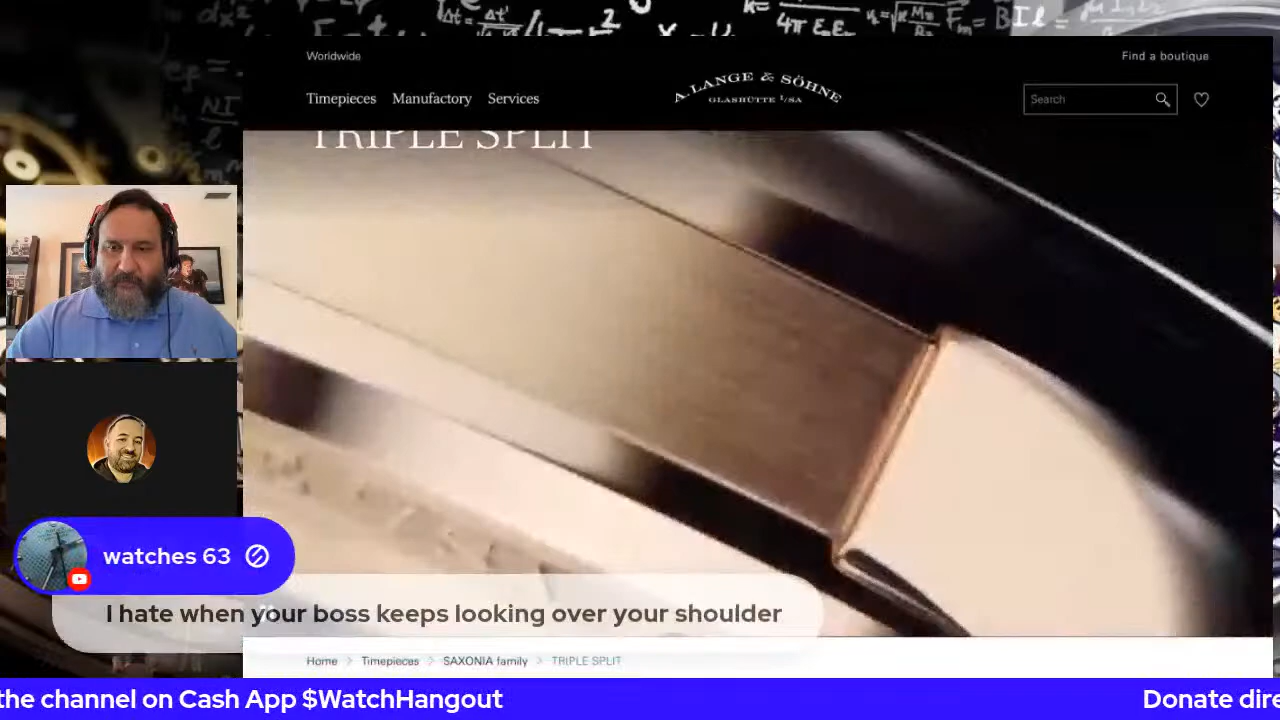 Worldwide
Find a boutique
Timepieces Manufactory Services
A. LANGE & SÖHNE
GLASHÜTTE I/SA
Search
TRIPLE SPLIT
watches 63
I hate when your boss keeps looking over your shoulder
Home > Timepieces > SAXONIA family > TRIPLE SPLIT
the channel on Cash App $WatchHangout
Donate dire